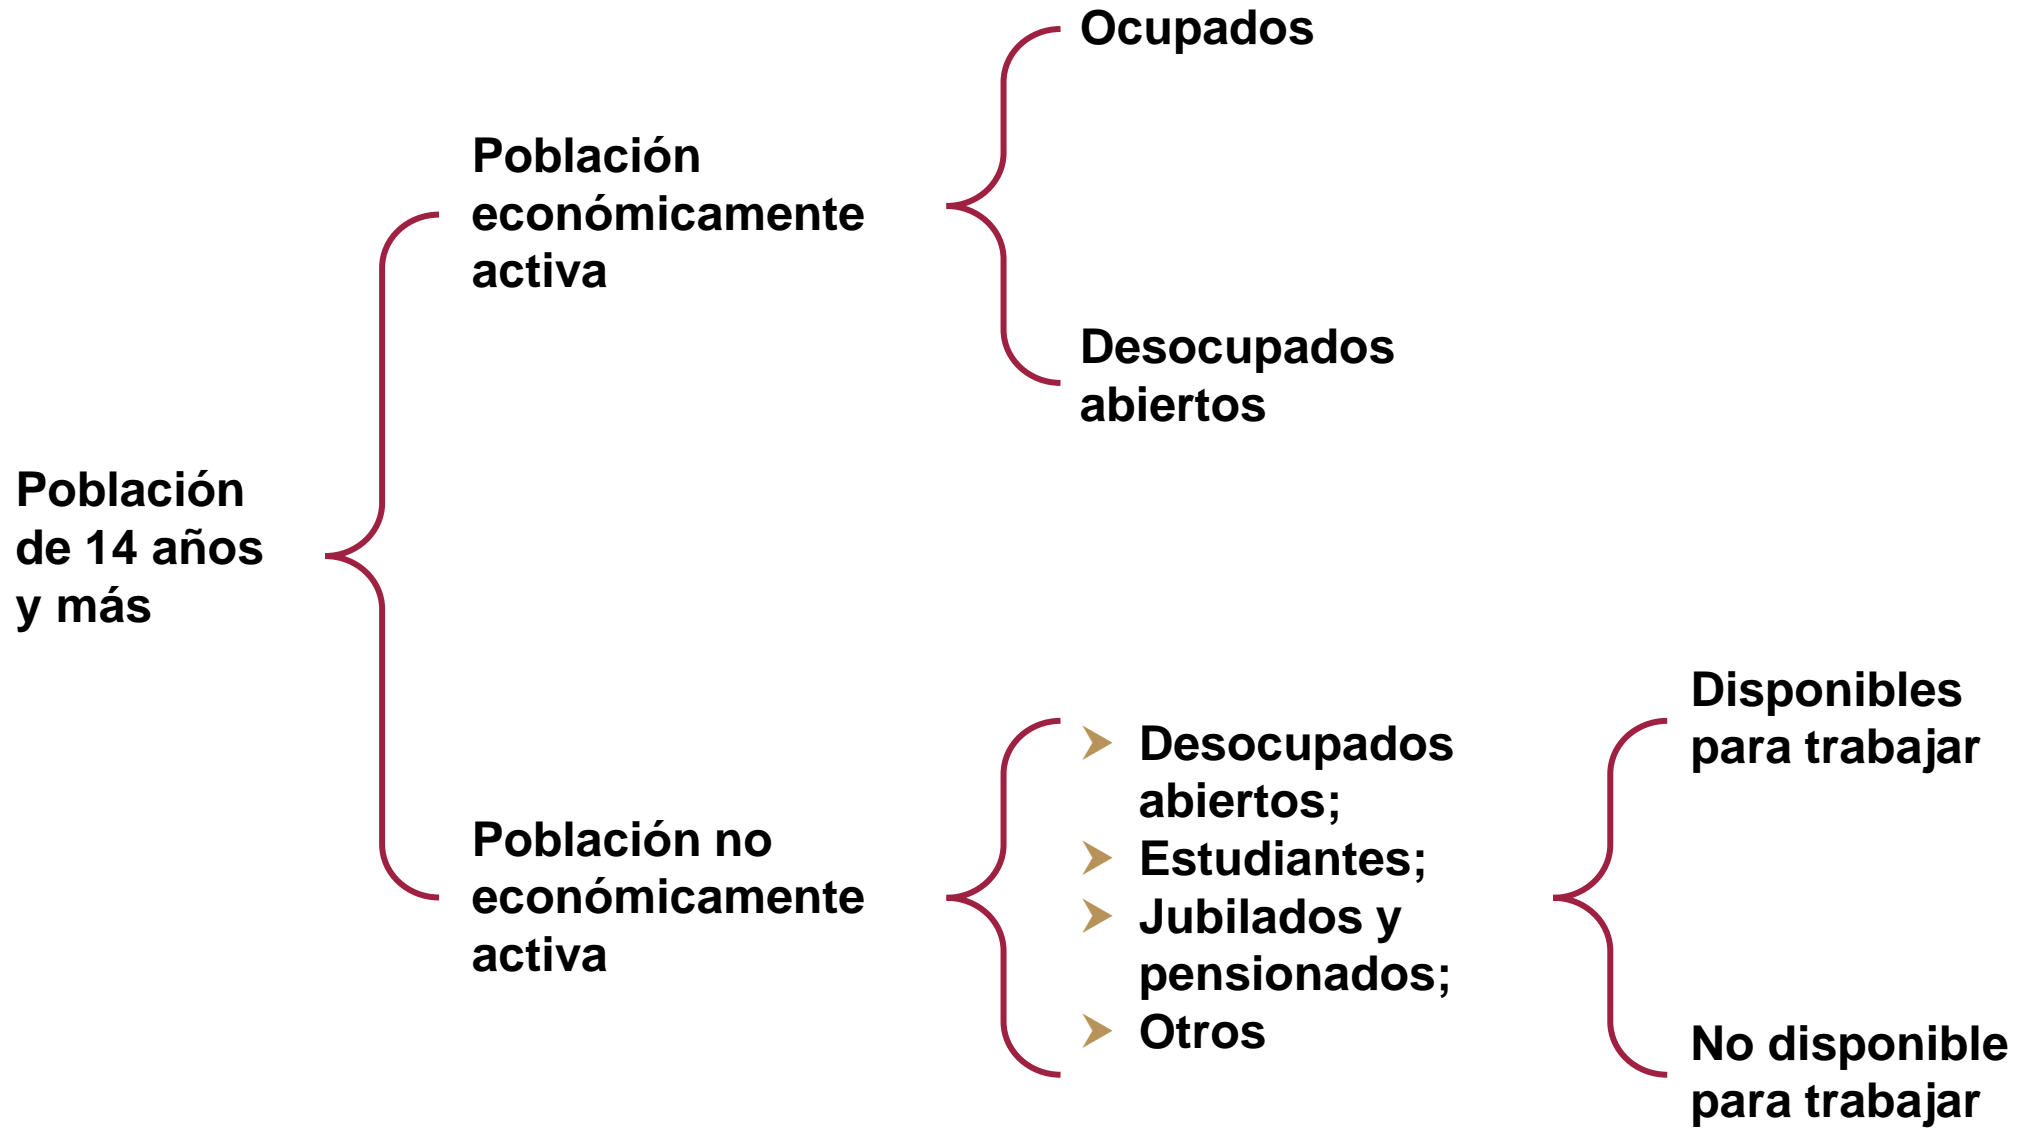 Población
de 14 años
y más
Población
económicamente
activa
Ocupados
Desocupados
abiertos
Población no
económicamente
activa
Desocupados
abiertos;
Estudiantes;
Jubilados y
pensionados;
Otros
Disponibles
para trabajar
No disponible
para trabajar